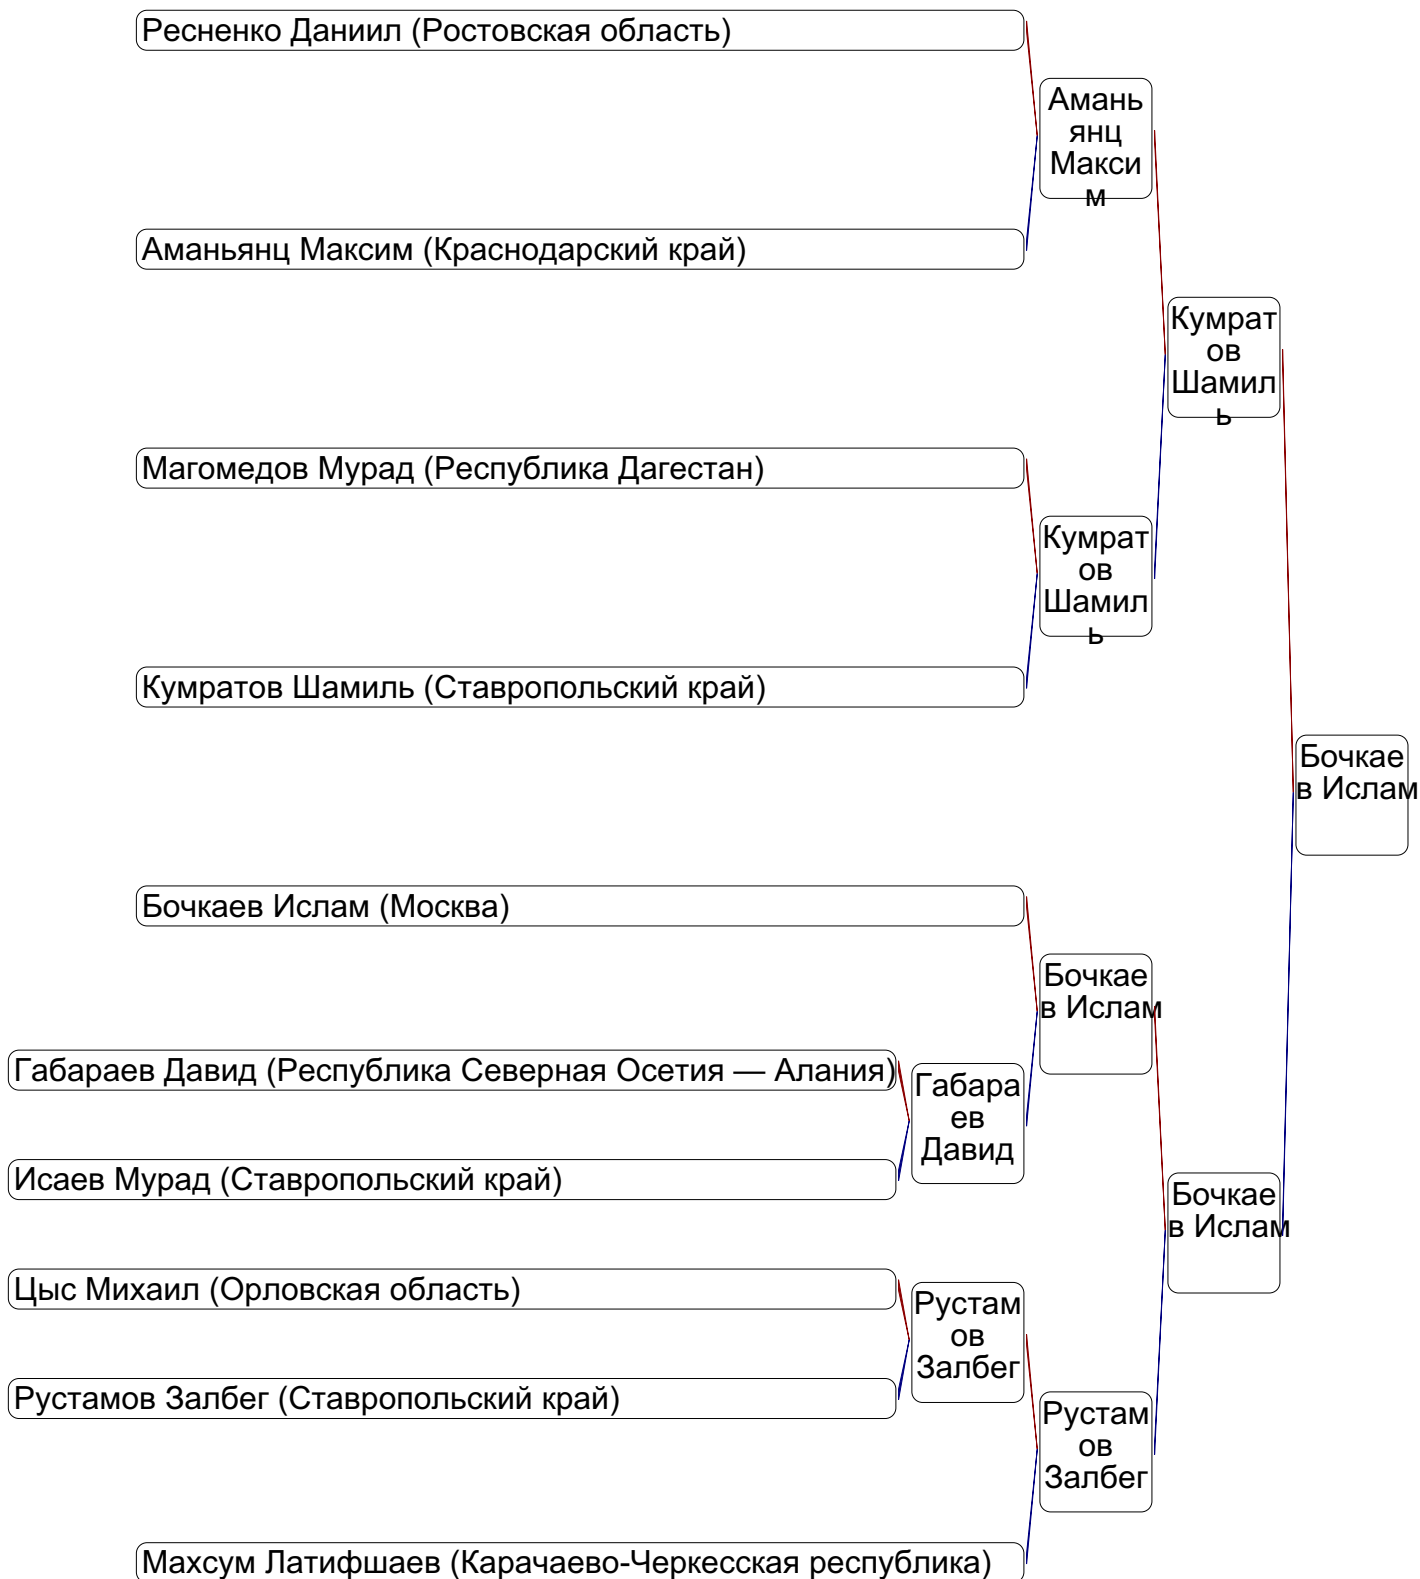 Ресненко Даниил (Ростовская область)
Амань
янц
Макси
м
Аманьянц Максим (Краснодарский край)
Кумрат
ов
Шамил
ь
Магомедов Мурад (Республика Дагестан)
Кумрат
ов
Шамил
ь
Кумратов Шамиль (Ставропольский край)
Бочкае
в Ислам
Бочкаев Ислам (Москва)
Бочкае
в Ислам
Габараев Давид (Республика Северная Осетия — Алания)
Габара
ев
Давид
Исаев Мурад (Ставропольский край)
Бочкае
в Ислам
Цыс Михаил (Орловская область)
Рустам
ов
Залбег
Рустамов Залбег (Ставропольский край)
Рустам
ов
Залбег
Махсум Латифшаев (Карачаево-Черкесская республика)